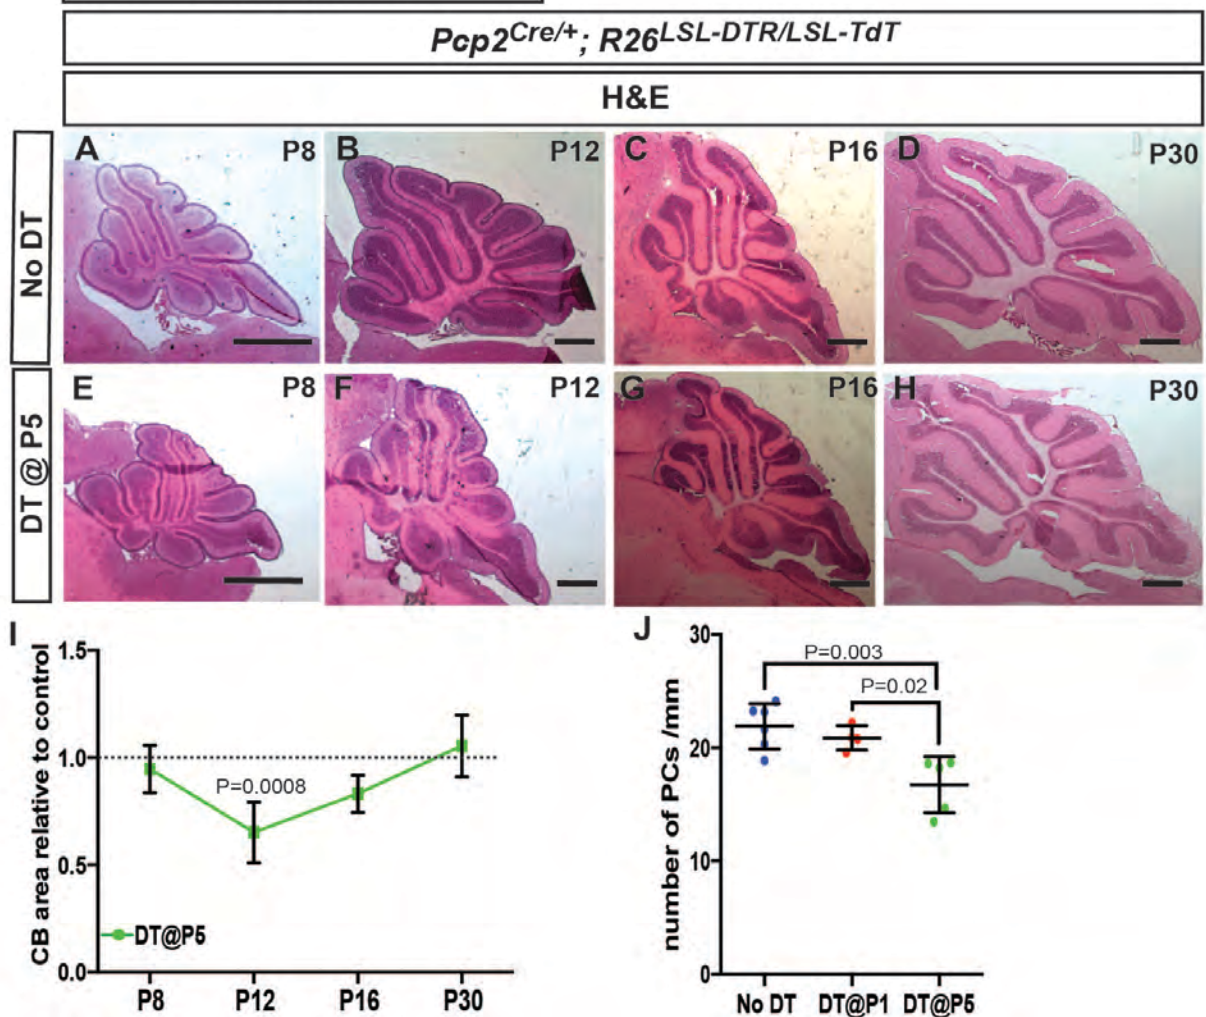 Pcp2Cre/+; R26LSL-DTR/LSL-TdT
H&E
No DT
A P8
B P12
C P16
D P30
DT @ P5
E P8
F P12
G P16
H P30
I
CB area relative to control
1.5
1.0
0.5
0.0
P=0.0008
DT@P5
P8 P12 P16 P30
J
number of PCs /mm
30
20
10
0
P=0.003
P=0.02
No DT DT@P1 DT@P5